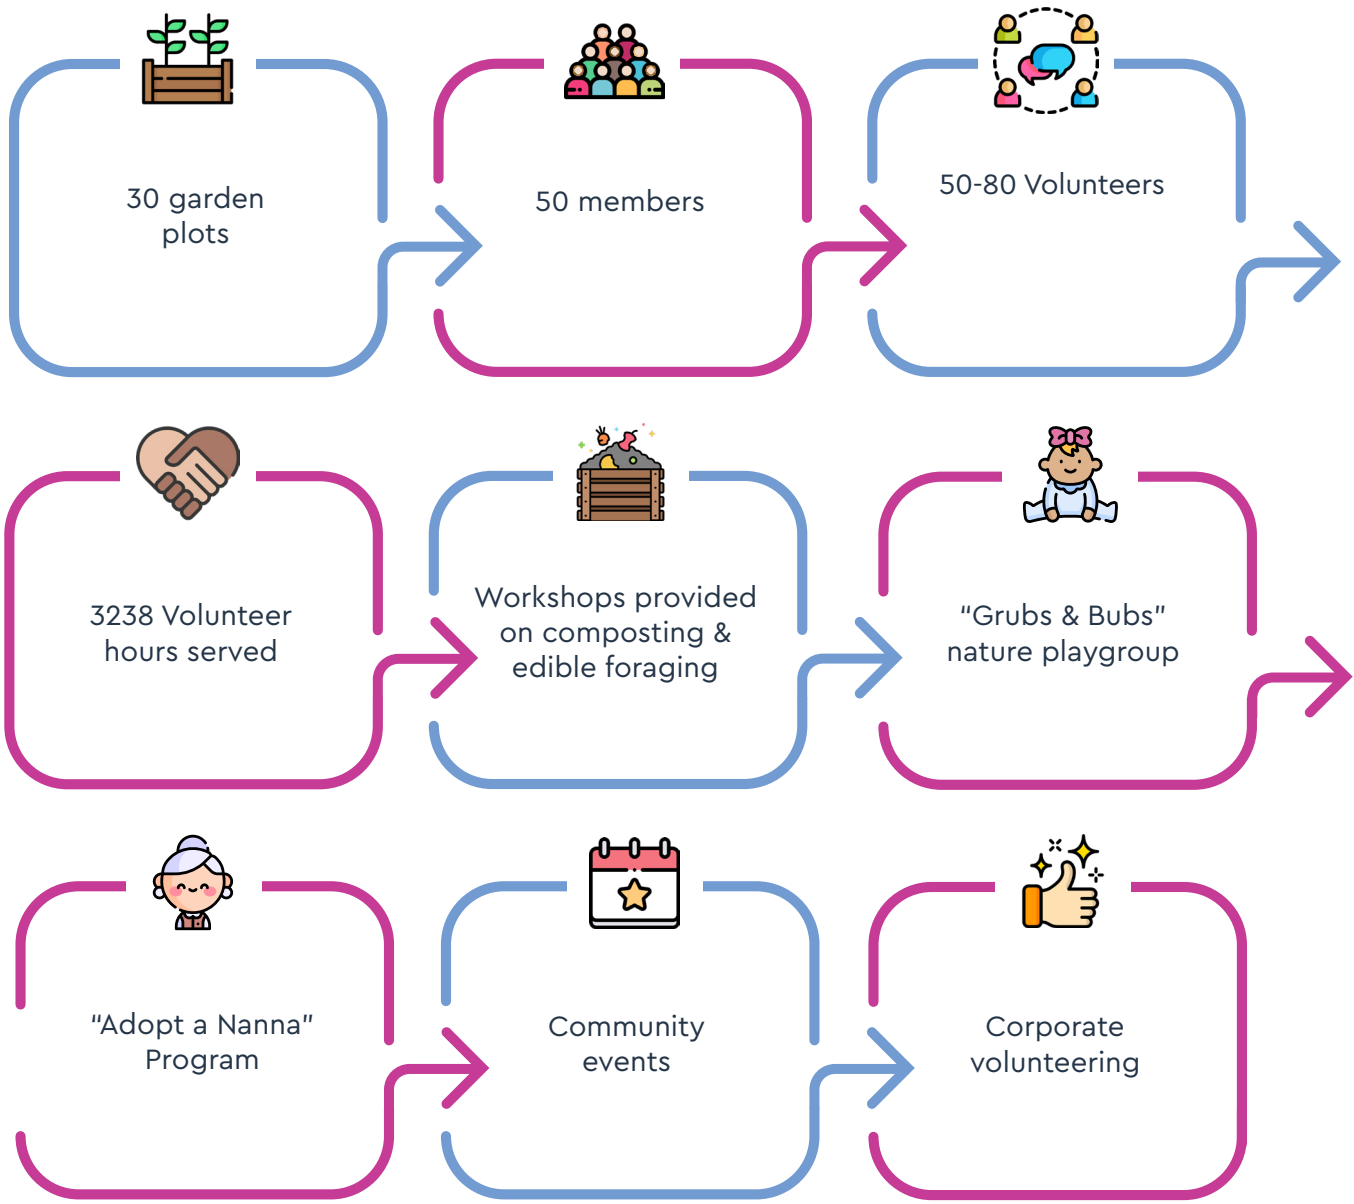 30 garden
plots
50 members
50-80 Volunteers
3238 Volunteer
hours served
Workshops provided
on composting &
edible foraging
“Grubs & Bubs”
nature playgroup
“Adopt a Nanna”
Program
Community
events
Corporate
volunteering